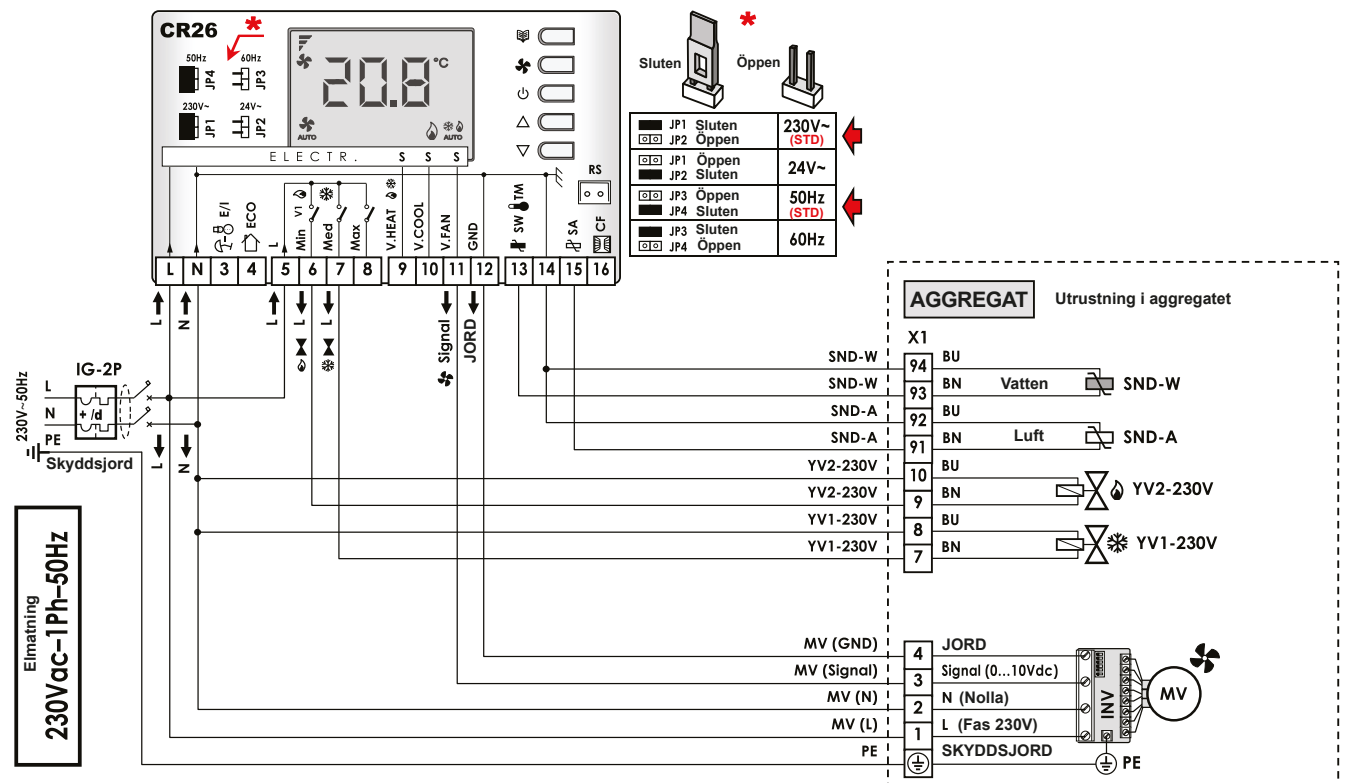 CR26
*
50Hz
60Hz
JP4
JP3
230V~
24V~
JP1
JP2
20.8 °C
AUTO
AUTO
ELECTR.
S S S
RS
E/I
ECO
L
Min V1
Med
Max
V.HEAT
V.COOL
V.FAN
GND
SW TM
SA
CF
L N 3 4 5 6 7 8 9 10 11 12 13 14 15 16
*
Sluten
Öppen
JP1 Sluten
JP2 Öppen
230V~
(STD)
JP1 Öppen
JP2 Sluten
24V~
JP3 Öppen
JP4 Sluten
50Hz
(STD)
JP3 Sluten
JP4 Öppen
60Hz
L
N
L
L
L
Signal
JORD
IG-2P
230V~50Hz
L
N
PE
+ /d
Skyddsjord
L
N
Elmatning
230Vac–1Ph–50Hz
AGGREGAT
Utrustning i aggregatet
X1
SND-W 94 BU
SND-W 93 BN Vatten SND-W
SND-A 92 BU
SND-A 91 BN Luft SND-A
YV2-230V 10 BU
YV2-230V 9 BN YV2-230V
YV1-230V 8 BU
YV1-230V 7 BN YV1-230V
MV (GND) 4 JORD
MV (Signal) 3 Signal (0...10Vdc)
MV (N) 2 N (Nolla)
MV (L) 1 L (Fas 230V)
PE SKYDDSJORD
INV
MV
PE